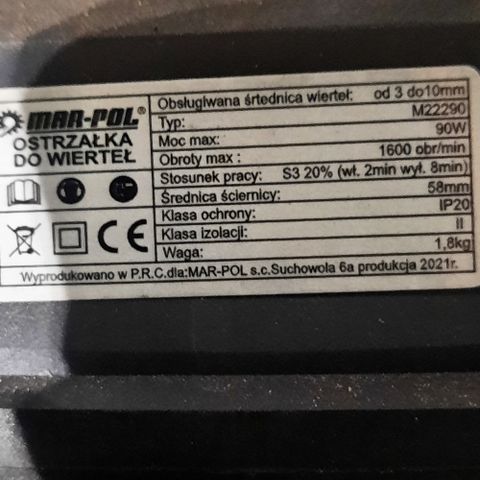 MAR-POL®
OSTRZAŁKA
DO WIERTEŁ
Obsługiwana śrtednica wierteł: od 3 do10mm
Typ: M22290
Moc max: 90W
Obroty max : 1600 obr/min
Stosunek pracy: S3 20% (wł. 2min wył. 8min)
Średnica ściernicy: 58mm
Klasa ochrony: IP20
Klasa izolacji: II
Waga: 1,8kg
CE
Wyprodukowano w P.R.C.dla:MAR-POL s.c.Suchowola 6a produkcja 2021r.